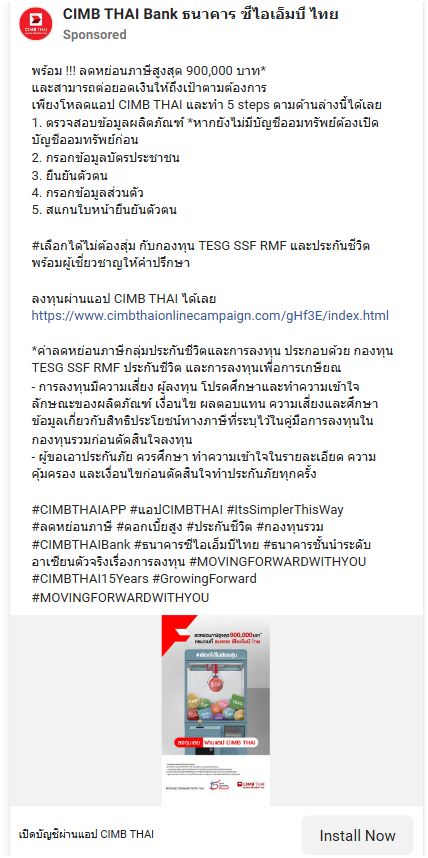 CIMB THAI Bank ธนาคาร ซีไอเอ็มบี ไทย
Sponsored
พร้อม !!! ลดหย่อนภาษีสูงสุด 900,000 บาท*
และสามารถต่อยอดเงินให้ถึงเป้าตามต้องการ
เพียงโหลดแอป CIMB THAI และทำ 5 steps ตามด้านล่างนี้ได้เลย
1. ตรวจสอบข้อมูลผลิตภัณฑ์ *หากยังไม่มีบัญชีออมทรัพย์ต้องเปิด
บัญชีออมทรัพย์ก่อน
2. กรอกข้อมูลบัตรประชาชน
3. ยืนยันตัวตน
4. กรอกข้อมูลส่วนตัว
5. สแกนใบหน้ายืนยันตัวตน
#เลือกได้ไม่ต้องสุ่ม กับกองทุน TESG SSF RMF และประกันชีวิต
พร้อมผู้เชี่ยวชาญให้คำปรึกษา
ลงทุนผ่านแอป CIMB THAI ได้เลย
https://www.cimbthaionlinecampaign.com/gHf3E/index.html
*ค่าลดหย่อนภาษีกลุ่มประกันชีวิตและการลงทุน ประกอบด้วย กองทุน
TESG SSF RMF ประกันชีวิต และการลงทุนเพื่อการเกษียณ
- การลงทุนมีความเสี่ยง ผู้ลงทุน โปรดศึกษาและทำความเข้าใจ
ลักษณะของผลิตภัณฑ์ เงื่อนไข ผลตอบแทน ความเสี่ยงและศึกษา
ข้อมูลเกี่ยวกับสิทธิประโยชน์ทางภาษีที่ระบุไว้ในคู่มือการลงทุนใน
กองทุนรวมก่อนตัดสินใจลงทุน
- ผู้ขอเอาประกันภัย ควรศึกษา ทำความเข้าใจในรายละเอียด ความ
คุ้มครอง และเงื่อนไขก่อนตัดสินใจทำประกันภัยทุกครั้ง
#CIMBTHAIAPP #แอปCIMBTHAI #ItsSimplerThisWay
#ลดหย่อนภาษี #ดอกเบี้ยสูง #ประกันชีวิต #กองทุนรวม
#CIMBTHAIBank #ธนาคารซีไอเอ็มบีไทย #ธนาคารชั้นนำระดับ
อาเซียนตัวจริงเรื่องการลงทุน #MOVINGFORWARDWITHYOU
#CIMBTHAI15Years #GrowingForward
#MOVINGFORWARDWITHYOU
ลดหย่อนภาษีสูงสุด 900,000บาท*
ครบจบที่ ธนาคาร ซีไอเอ็มบี ไทย
#เลือกได้ไม่ต้องสุ่ม
SSF
ลงทุนเลย ผ่านแอป CIMB THAI
CIMB THAI
เปิดบัญชีผ่านแอป CIMB THAI
Install Now